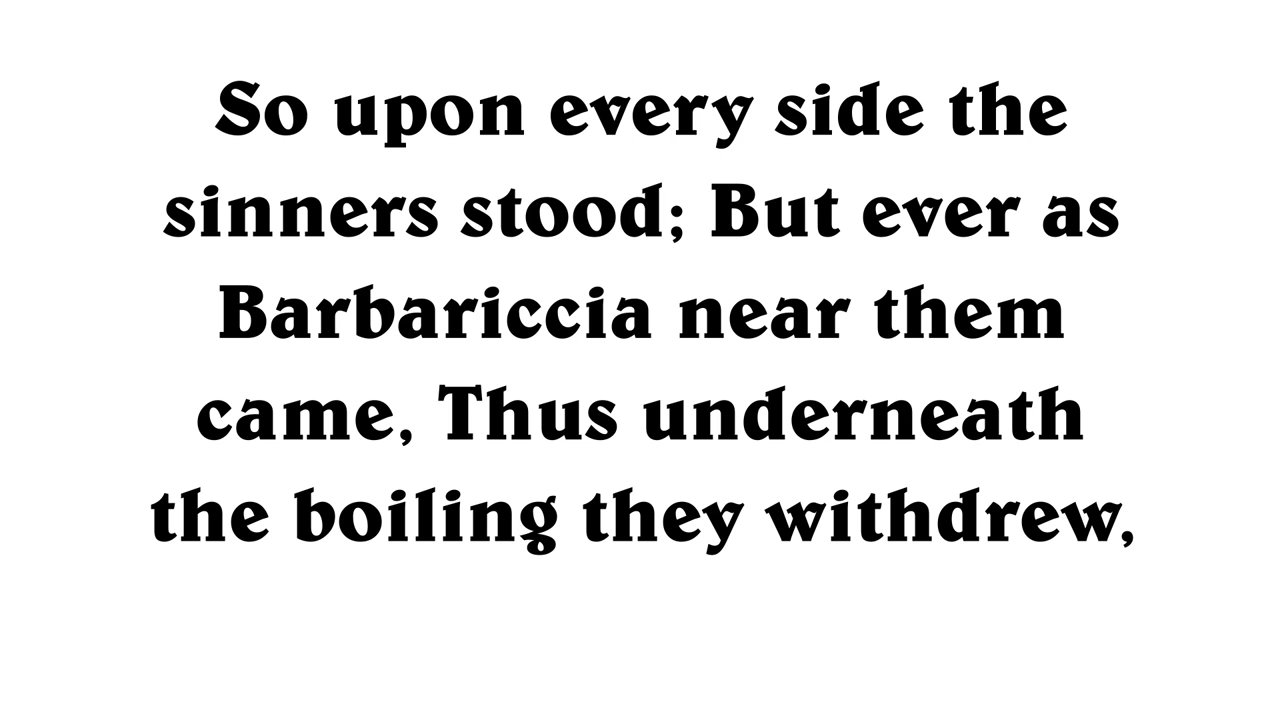 So upon every side the
sinners stood; But ever as
Barbariccia near them
came, Thus underneath
the boiling they withdrew,